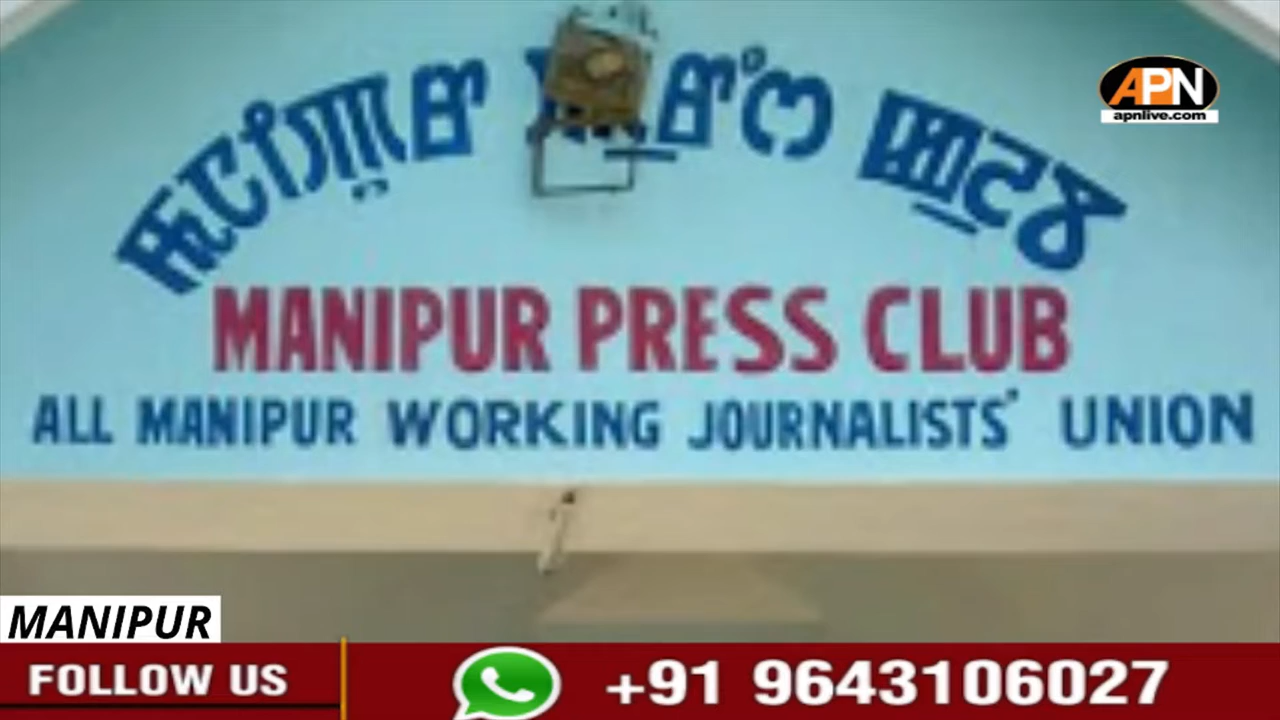 APN
apnlive.com
MANIPUR PRESS CLUB
ALL MANIPUR WORKING JOURNALISTS' UNION
MANIPUR
FOLLOW US
+91 9643106027